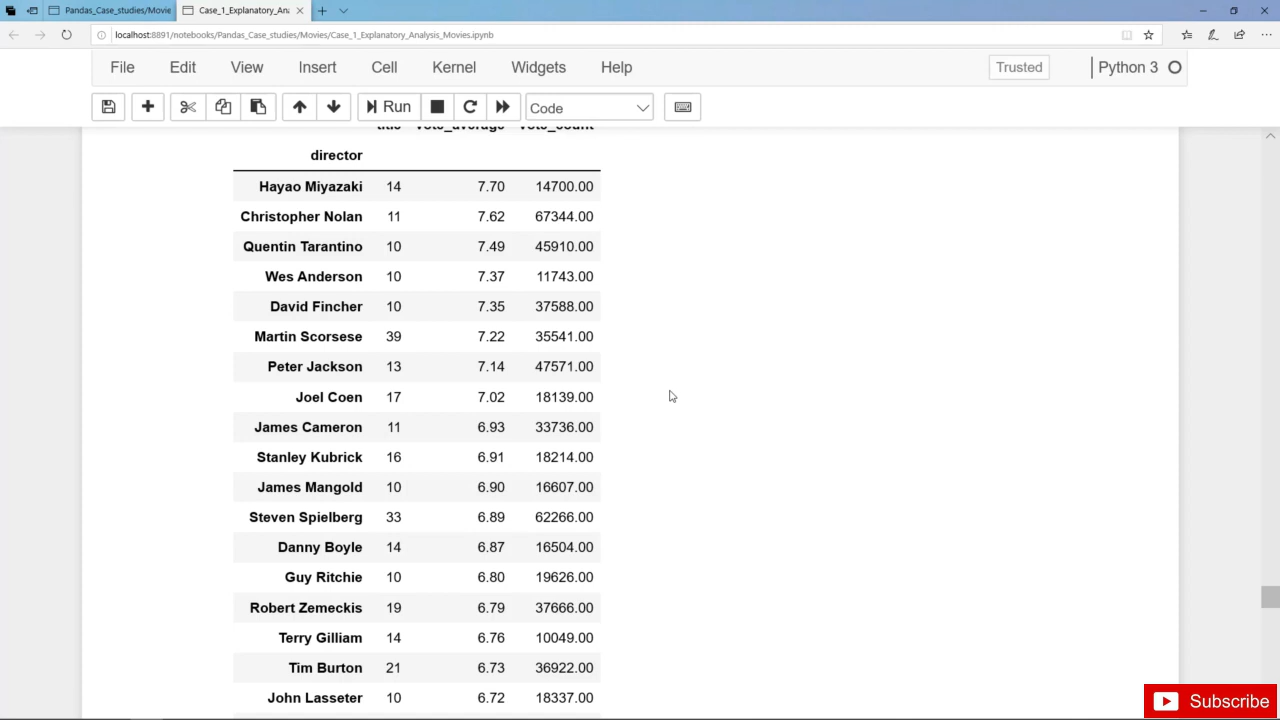 Pandas_Case_studies/Movie
Case_1_Explanatory_Ana
localhost:8891/notebooks/Pandas_Case_studies/Movies/Case_1_Explanatory_Analysis_Movies.ipynb
File Edit View Insert Cell Kernel Widgets Help Trusted Python 3
Run Code
title vote_average vote_count
director
Hayao Miyazaki 14 7.70 14700.00
Christopher Nolan 11 7.62 67344.00
Quentin Tarantino 10 7.49 45910.00
Wes Anderson 10 7.37 11743.00
David Fincher 10 7.35 37588.00
Martin Scorsese 39 7.22 35541.00
Peter Jackson 13 7.14 47571.00
Joel Coen 17 7.02 18139.00
James Cameron 11 6.93 33736.00
Stanley Kubrick 16 6.91 18214.00
James Mangold 10 6.90 16607.00
Steven Spielberg 33 6.89 62266.00
Danny Boyle 14 6.87 16504.00
Guy Ritchie 10 6.80 19626.00
Robert Zemeckis 19 6.79 37666.00
Terry Gilliam 14 6.76 10049.00
Tim Burton 21 6.73 36922.00
John Lasseter 10 6.72 18337.00
Subscribe